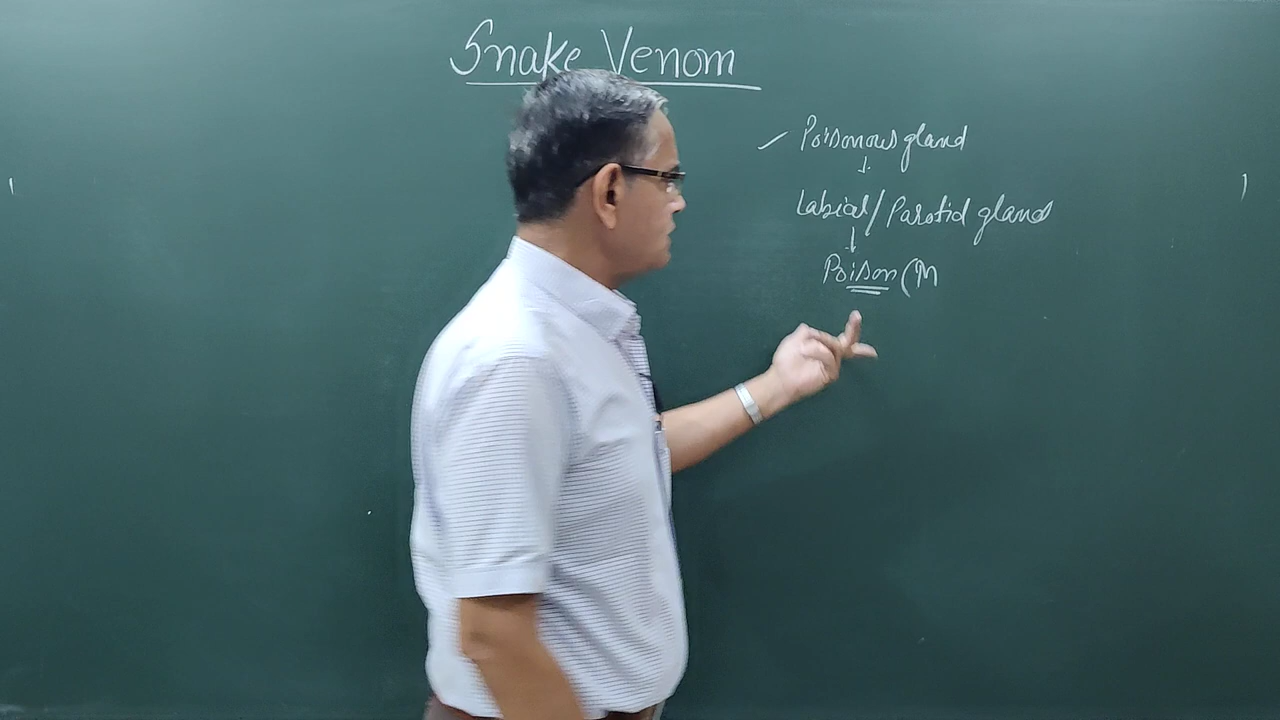 Snake Venom
Poisonous gland
↓
Labial/Parotid gland
↓
Poison (M